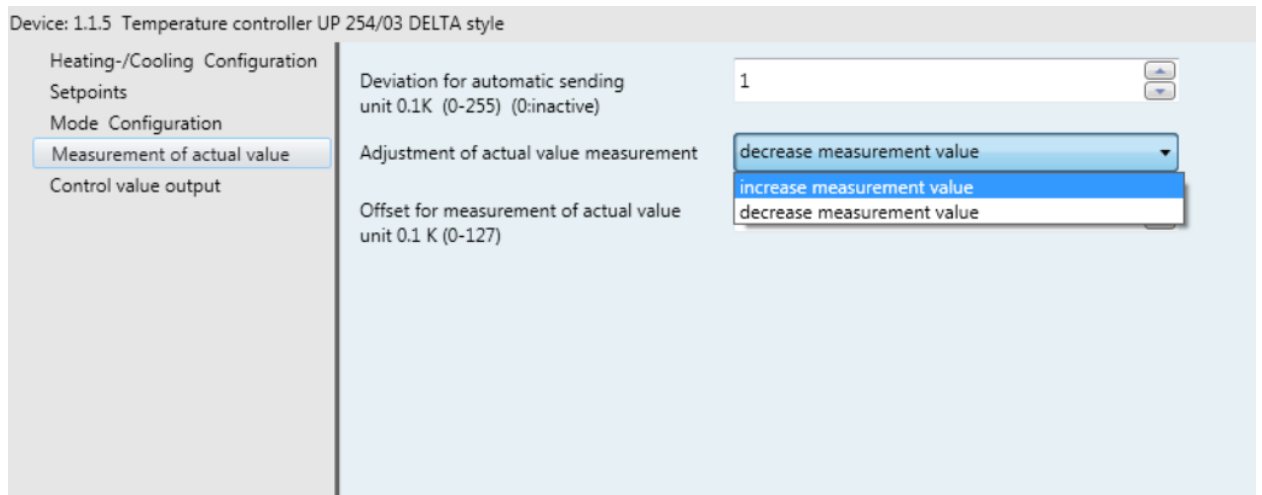 Device: 1.1.5 Temperature controller UP 254/03 DELTA style
Heating-/Cooling Configuration
Setpoints
Mode Configuration
Measurement of actual value
Control value output
Deviation for automatic sending
unit 0.1K (0-255) (0:inactive)
1
Adjustment of actual value measurement
decrease measurement value
increase measurement value
decrease measurement value
Offset for measurement of actual value
unit 0.1 K (0-127)